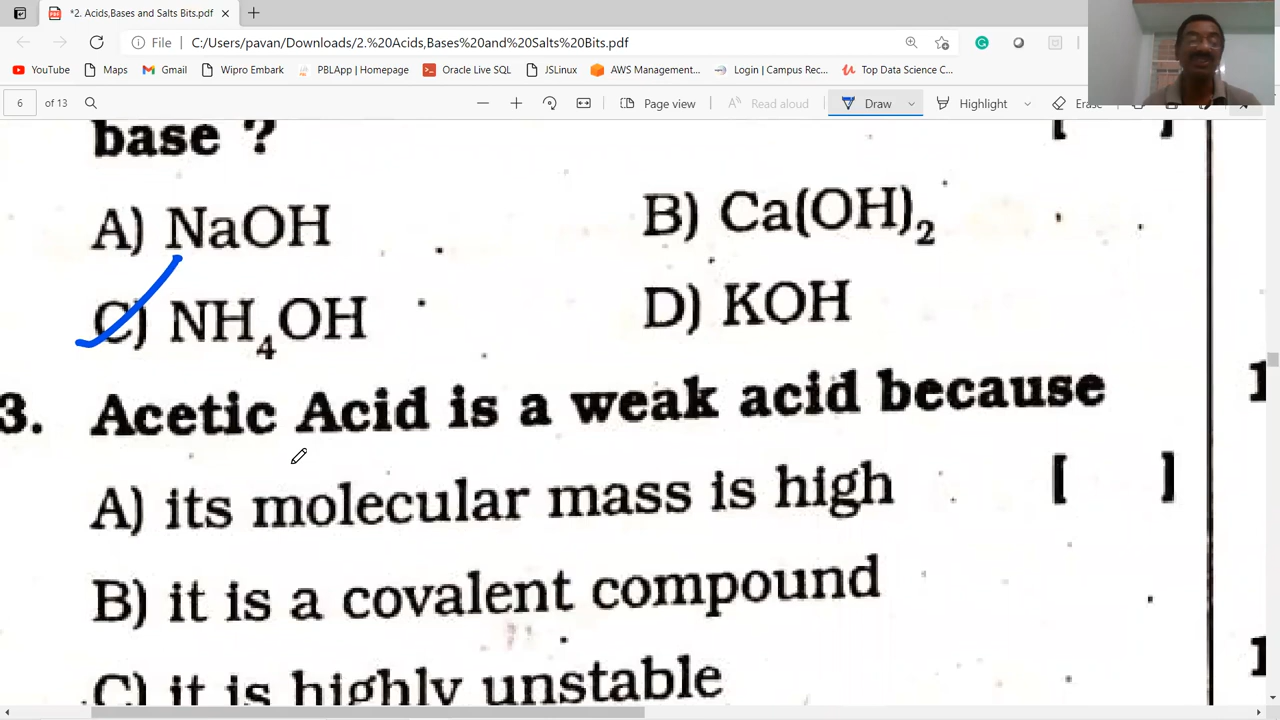 *2. Acids,Bases and Salts Bits.pdf
File C:/Users/pavan/Downloads/2.%20Acids,Bases%20and%20Salts%20Bits.pdf
YouTube Maps Gmail Wipro Embark PBLApp | Homepage Online SQL JSLinux AWS Management... Login | Campus Rec... Top Data Science C...
6 of 13 Page view Read aloud Draw Highlight Erase
base ? [ ]
A) NaOH B) Ca(OH)₂
C) NH₄OH D) KOH
3. Acetic Acid is a weak acid because
A) its molecular mass is high [ ]
B) it is a covalent compound
C) it is highly unstable